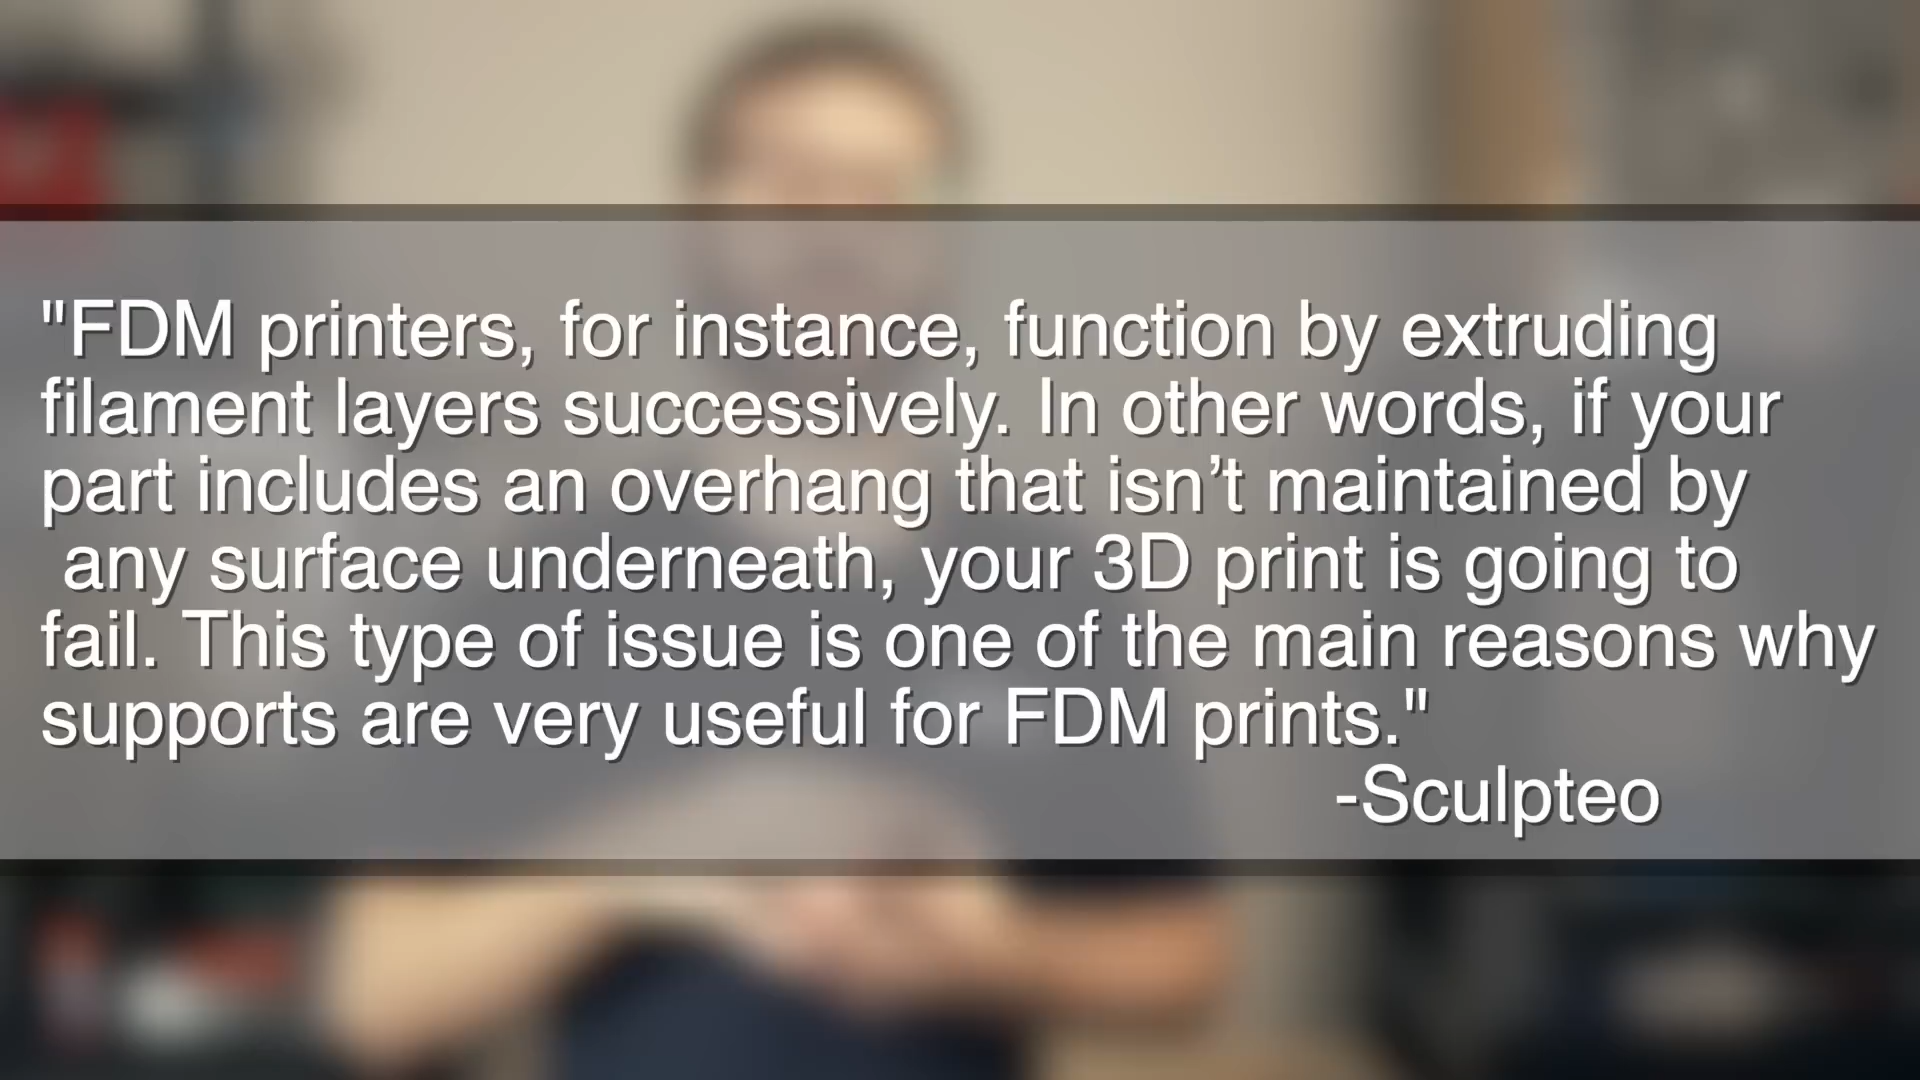 "FDM printers, for instance, function by extruding
filament layers successively. In other words, if your
part includes an overhang that isn’t maintained by
any surface underneath, your 3D print is going to
fail. This type of issue is one of the main reasons why
supports are very useful for FDM prints."
-Sculpteo